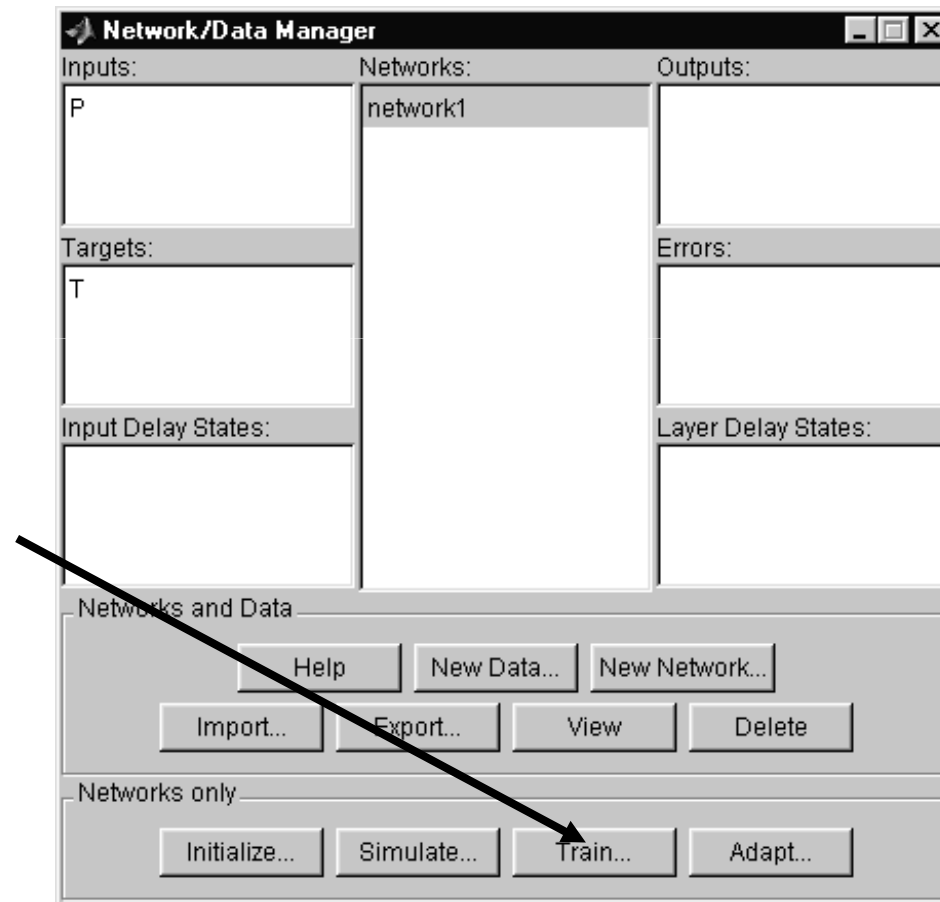 Network/Data Manager
Inputs: Networks: Outputs:
P network1
Targets: Errors:
T
Input Delay States: Layer Delay States:
Networks and Data
Help New Data... New Network...
Import... Export... View Delete
Networks only
Initialize... Simulate... Train... Adapt...